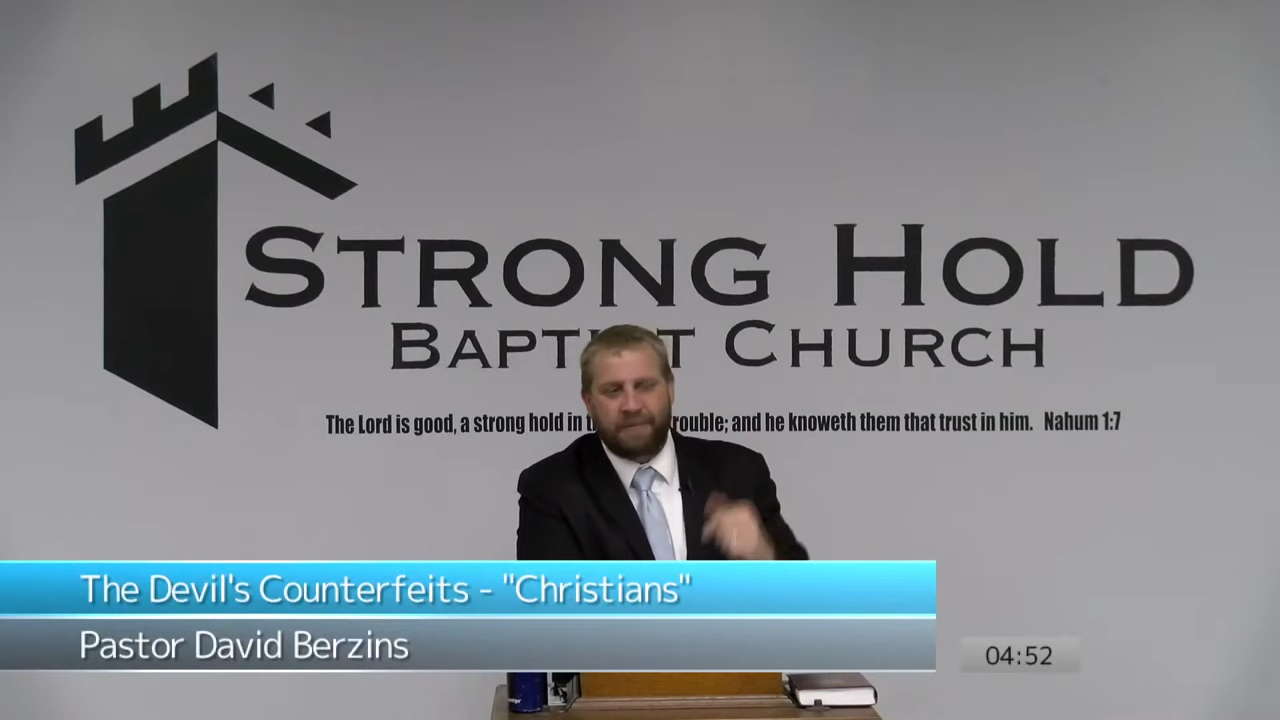 STRONG HOLD
BAPTIST CHURCH
The Lord is good, a strong hold in rouble; and he knoweth them that trust in him. Nahum 1:7
The Devil's Counterfeits - "Christians"
Pastor David Berzins
04:52